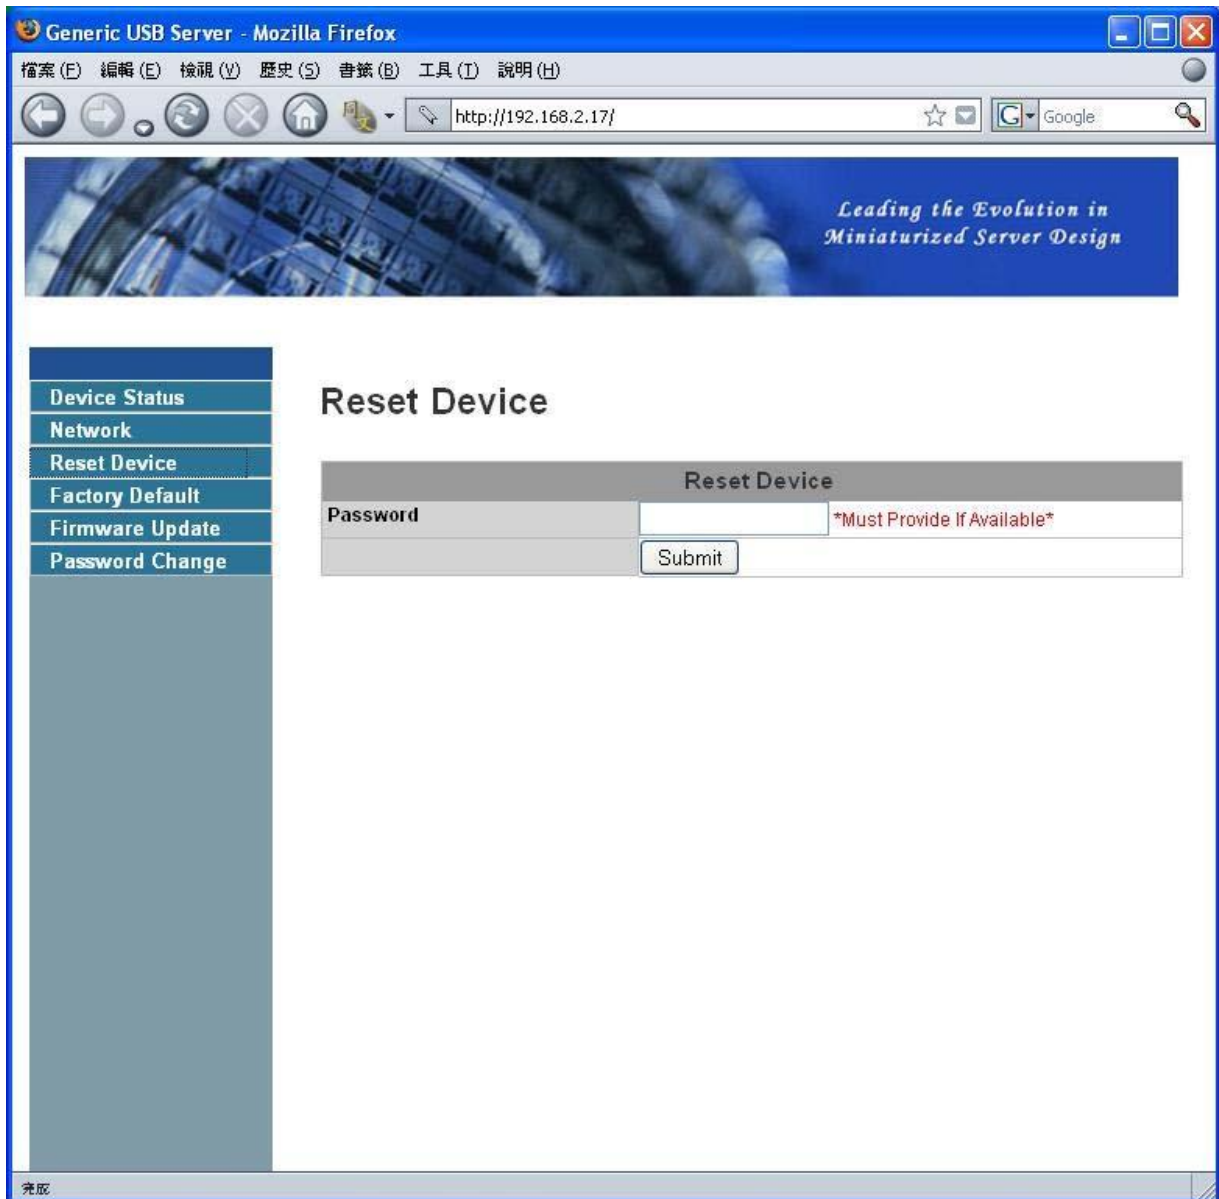 Generic USB Server - Mozilla Firefox
檔案(F) 編輯(E) 檢視(V) 歷史(S) 書籤(B) 工具(T) 說明(H)
http://192.168.2.17/
G Google
Leading the Evolution in
Miniaturized Server Design
Device Status
Network
Reset Device
Factory Default
Firmware Update
Password Change
Reset Device
Reset Device
Password *Must Provide If Available*
Submit
完成